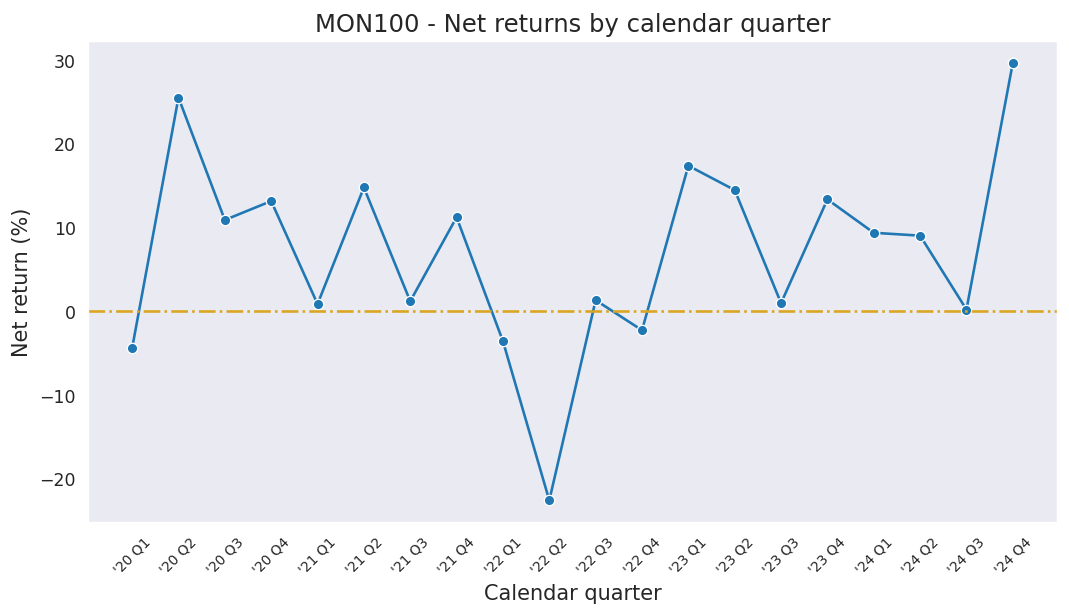 MON100 - Net returns by calendar quarter
Net return (%)
30
20
10
0
−10
−20
'20 Q1
'20 Q2
'20 Q3
'20 Q4
'21 Q1
'21 Q2
'21 Q3
'21 Q4
'22 Q1
'22 Q2
'22 Q3
'22 Q4
'23 Q1
'23 Q2
'23 Q3
'23 Q4
'24 Q1
'24 Q2
'24 Q3
'24 Q4
Calendar quarter